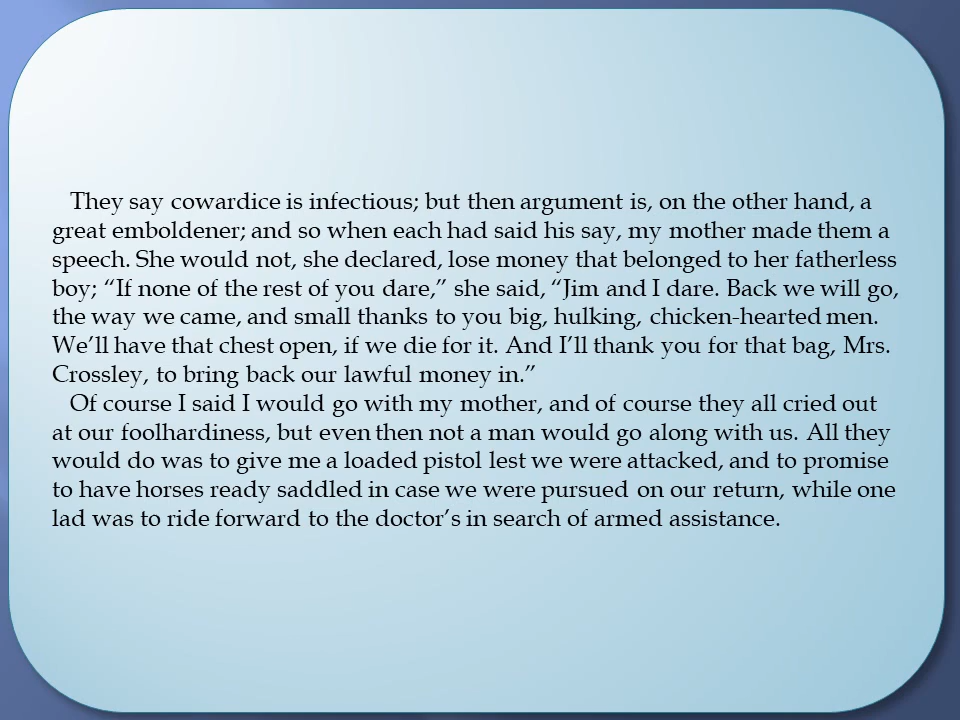 They say cowardice is infectious; but then argument is, on the other hand, a
great emboldener; and so when each had said his say, my mother made them a
speech. She would not, she declared, lose money that belonged to her fatherless
boy; “If none of the rest of you dare,” she said, “Jim and I dare. Back we will go,
the way we came, and small thanks to you big, hulking, chicken-hearted men.
We’ll have that chest open, if we die for it. And I’ll thank you for that bag, Mrs.
Crossley, to bring back our lawful money in.”
Of course I said I would go with my mother, and of course they all cried out
at our foolhardiness, but even then not a man would go along with us. All they
would do was to give me a loaded pistol lest we were attacked, and to promise
to have horses ready saddled in case we were pursued on our return, while one
lad was to ride forward to the doctor’s in search of armed assistance.